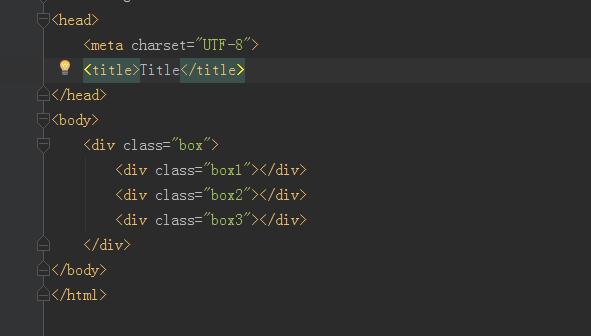 <head>
<meta charset="UTF-8">
<title>Title</title>
</head>
<body>
<div class="box">
<div class="box1"></div>
<div class="box2"></div>
<div class="box3"></div>
</div>
</body>
</html>